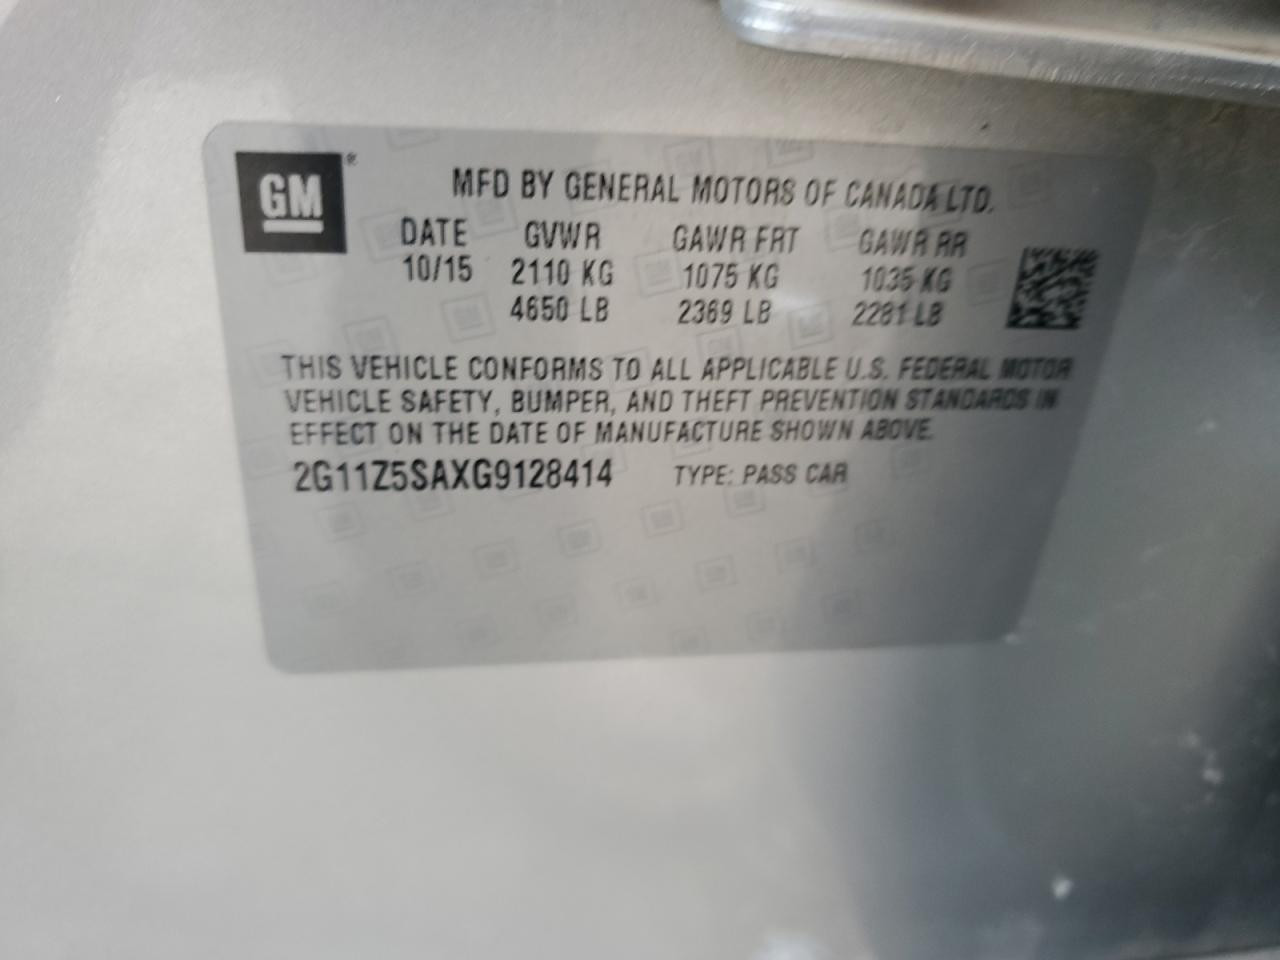 GM ®
MFD BY GENERAL MOTORS OF CANADA LTD.
DATE GVWR GAWR FRT GAWR RR
10/15 2110 KG 1075 KG 1035 KG
4650 LB 2369 LB 2281 LB
THIS VEHICLE CONFORMS TO ALL APPLICABLE U.S. FEDERAL MOTOR
VEHICLE SAFETY, BUMPER, AND THEFT PREVENTION STANDARDS IN
EFFECT ON THE DATE OF MANUFACTURE SHOWN ABOVE.
2G11Z5SAXG9128414 TYPE: PASS CAR